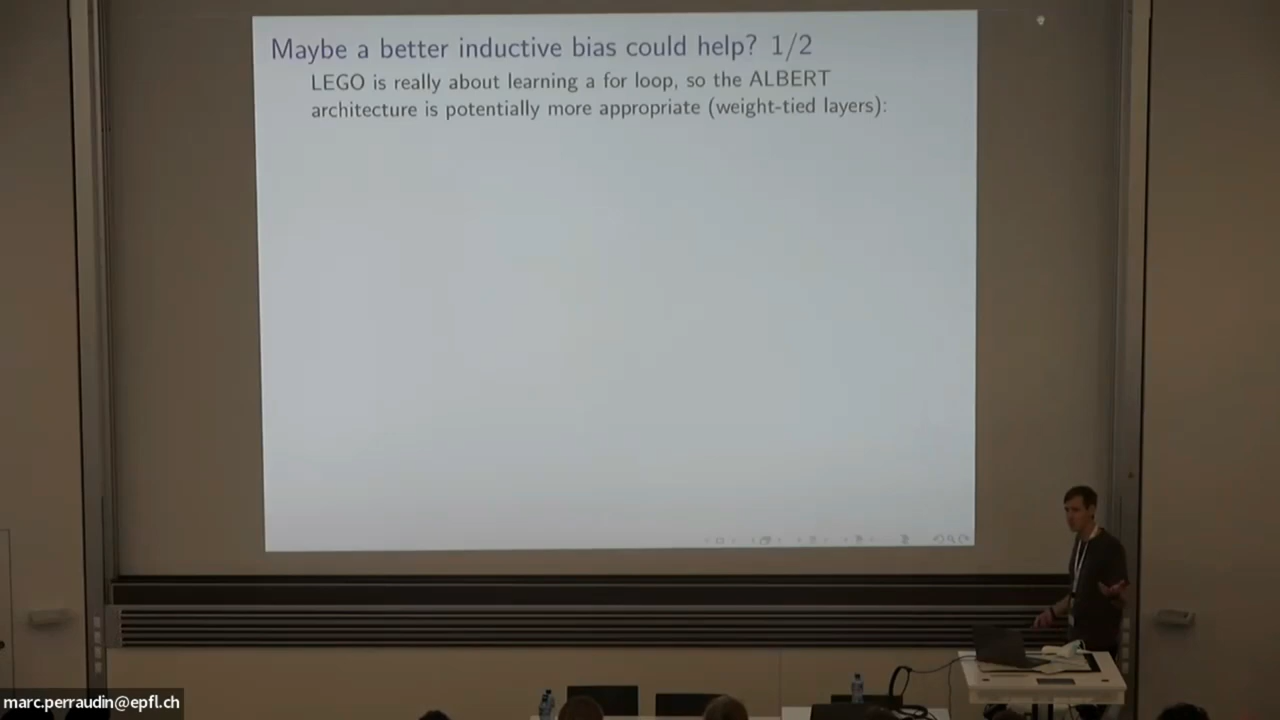 Maybe a better inductive bias could help? 1/2
LEGO is really about learning a for loop, so the ALBERT
architecture is potentially more appropriate (weight-tied layers):
marc.perraudin@epfl.ch